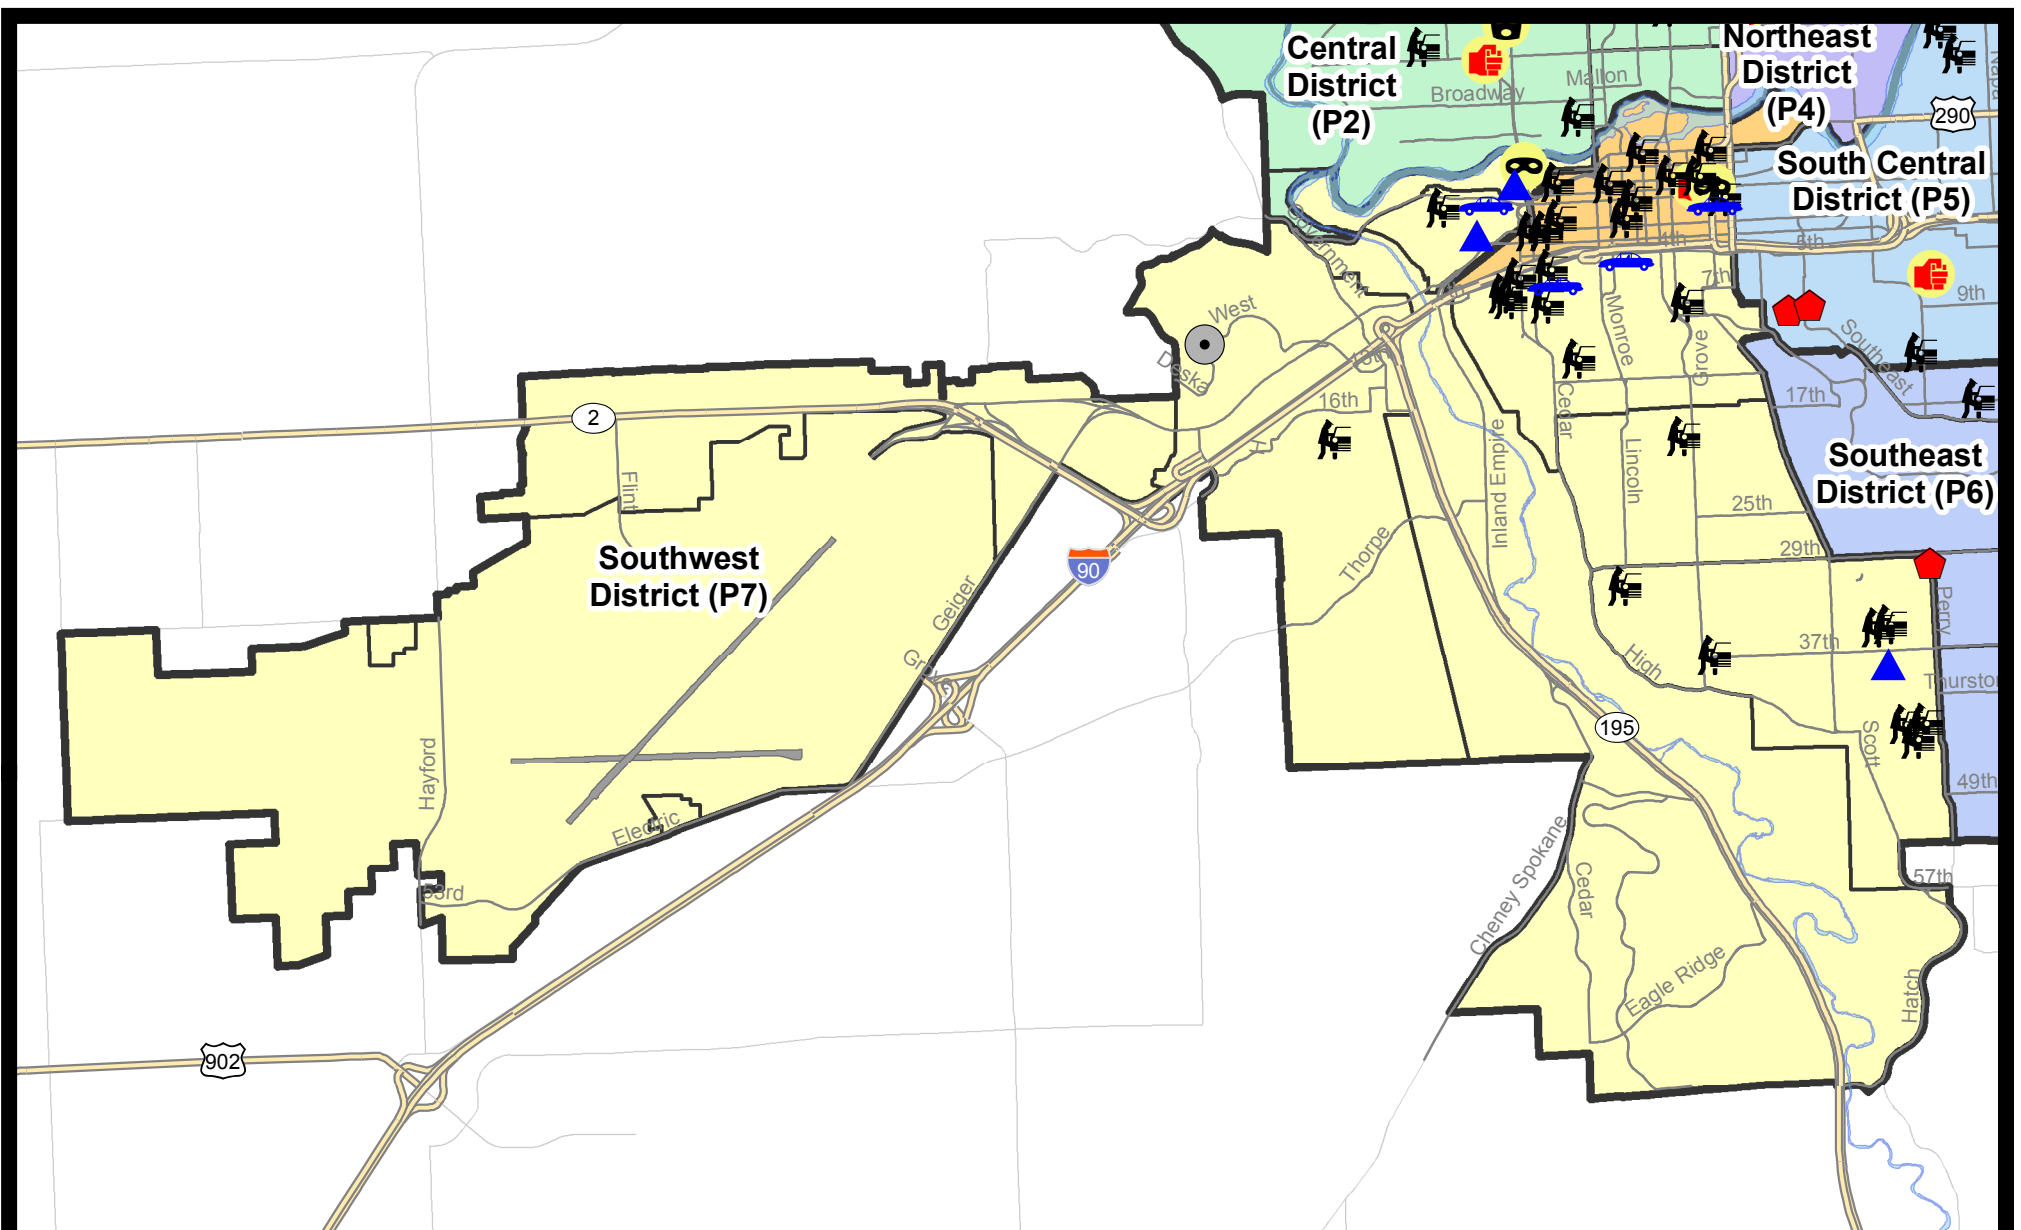 Central
District
(P2)
Northeast
District
(P4)
Mallon
Broadway
290
South Central
District (P5)
Government
4th
5th
7th
9th
West
Deska
16th
Monroe
Grove
Southeast
17th
2
Flint
Cedar
Lincoln
Inland Empire
Southeast
District (P6)
25th
29th
Southwest
District (P7)
90
Geiger
Thorpe
Grove
Perry
37th
High
Thurston
195
Scott
Hayford
49th
Electric
Cheney Spokane
Cedar
57th
53rd
Eagle Ridge
Hatch
902